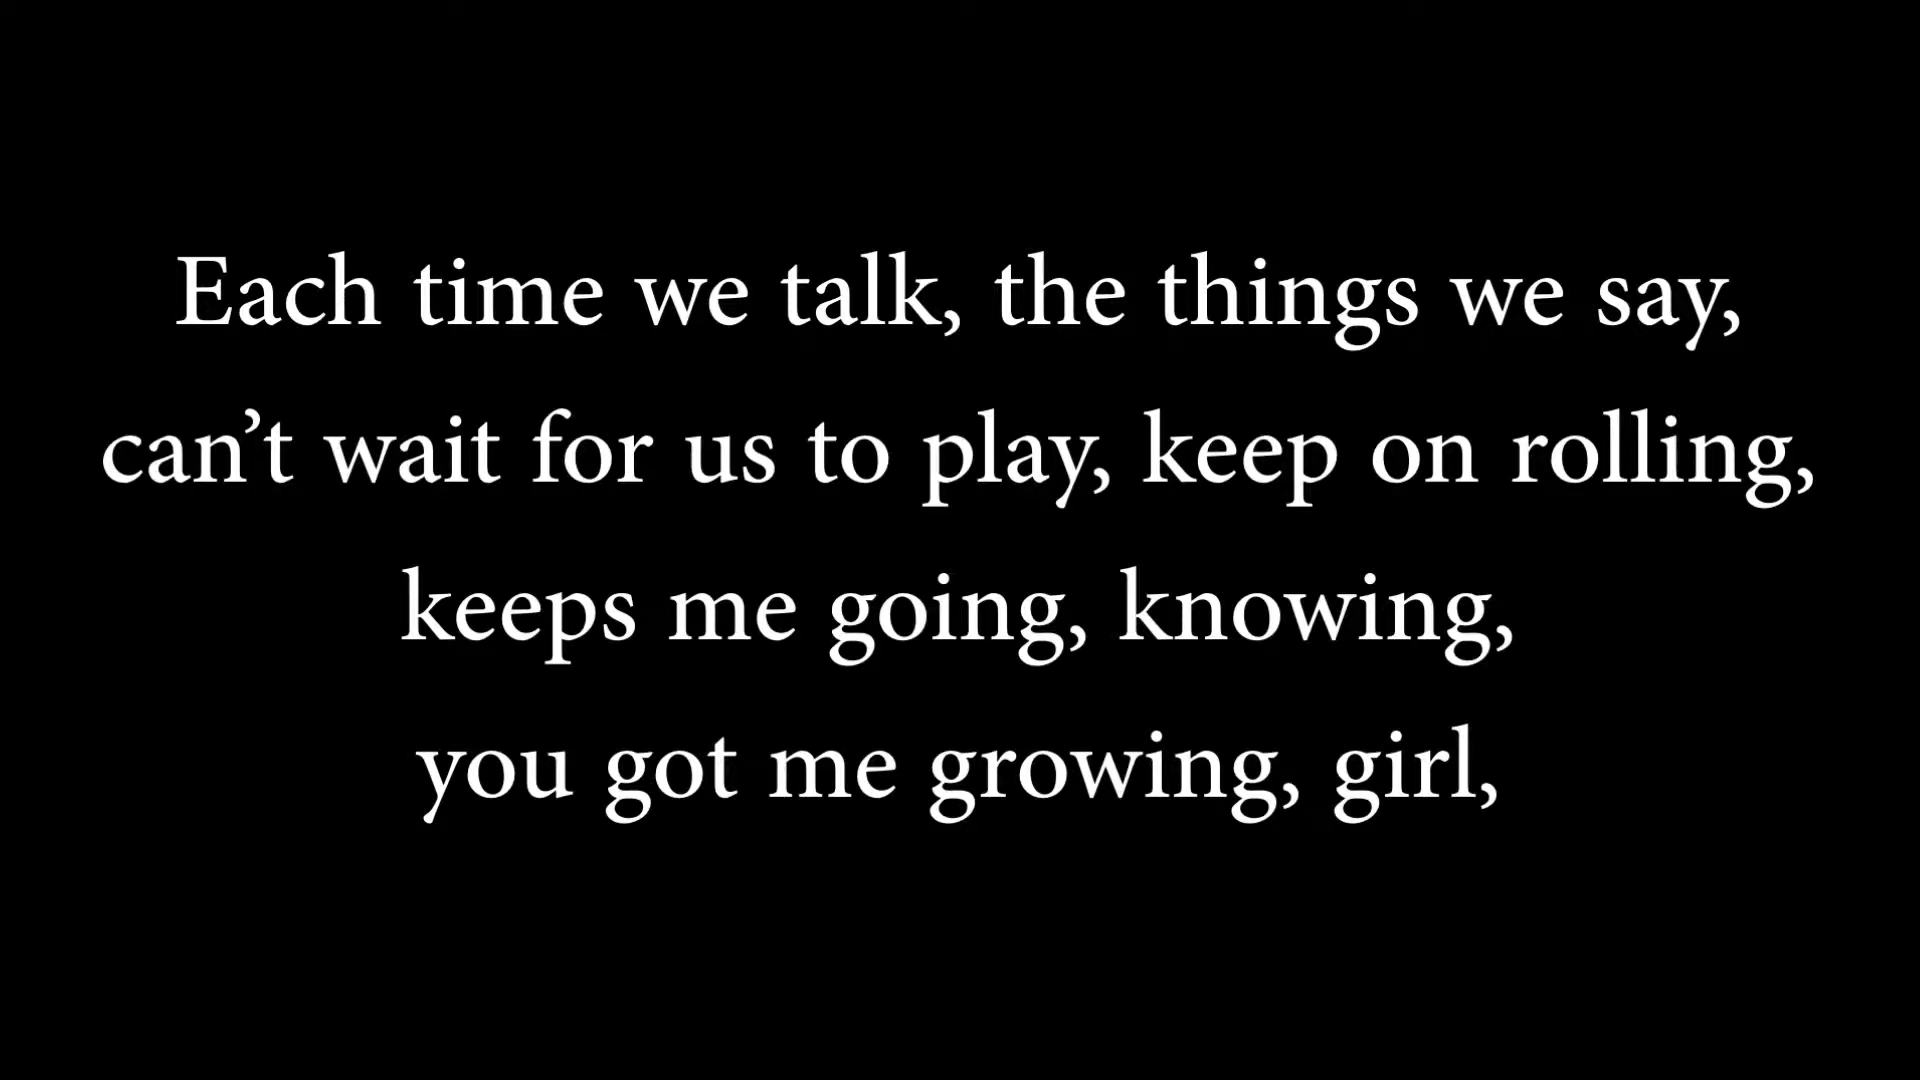 Each time we talk, the things we say,
can’t wait for us to play, keep on rolling,
keeps me going, knowing,
you got me growing, girl,